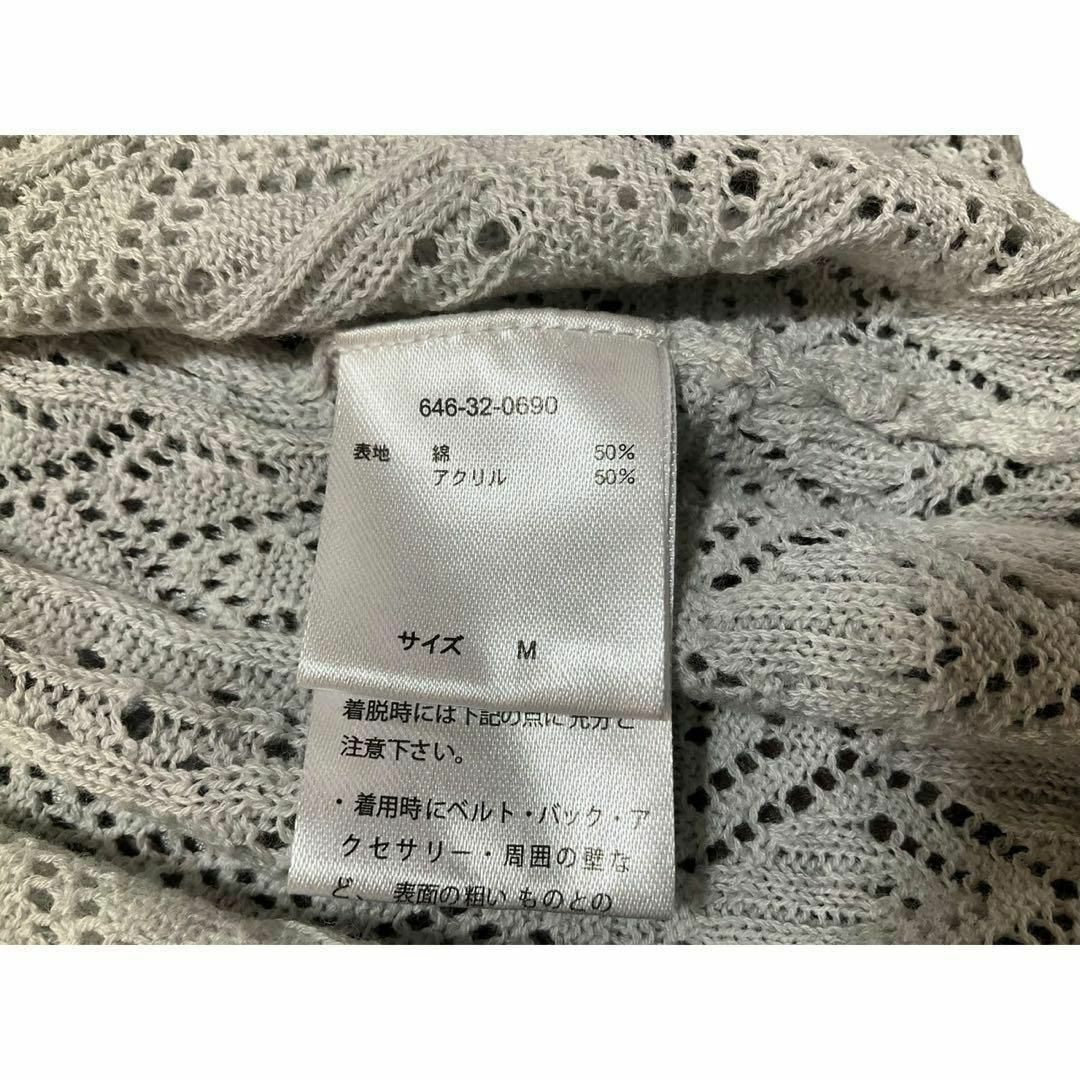 646-32-0690
表地 綿 50%
アクリル 50%
サイズ M
着脱時には下記の点に充分と
注意下さい。
・着用時にベルト・バック・ア
クセサリー・周囲の壁な
ど、表面の粗いものとの